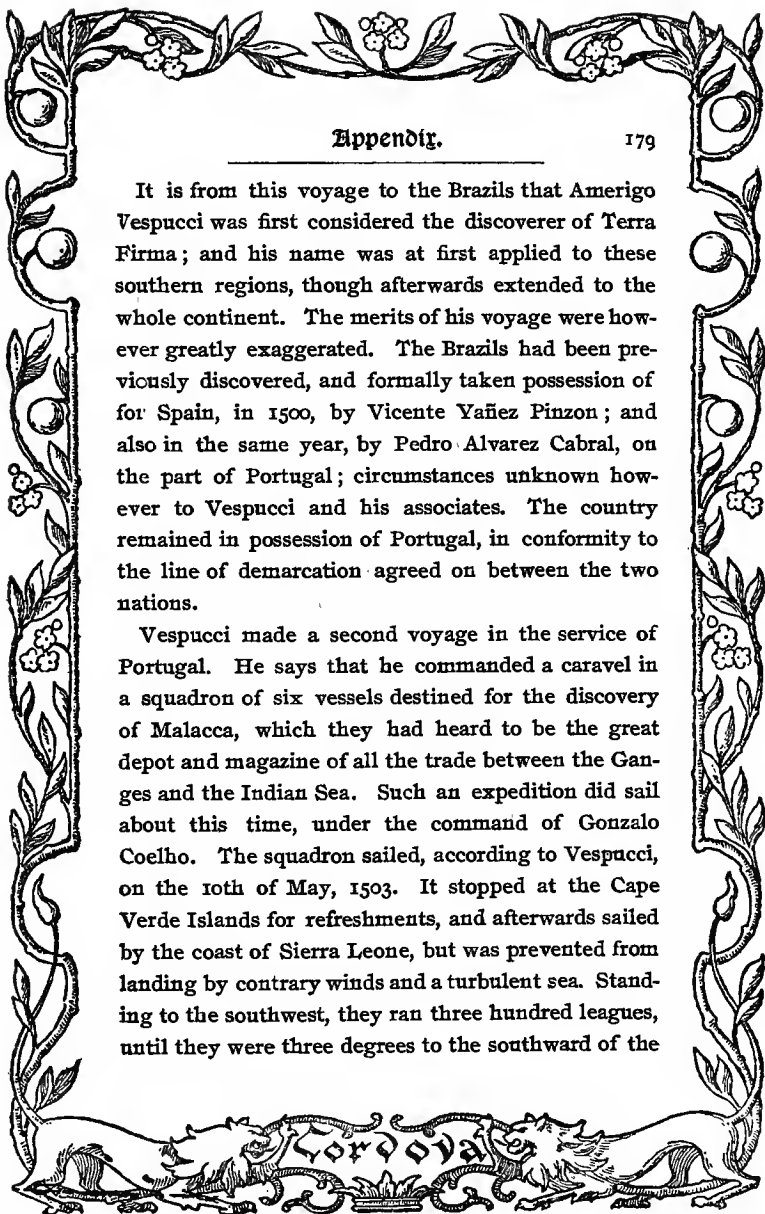 Appendix. 179
It is from this voyage to the Brazils that Amerigo
Vespucci was first considered the discoverer of Terra
Firma; and his name was at first applied to these
southern regions, though afterwards extended to the
whole continent. The merits of his voyage were how-
ever greatly exaggerated. The Brazils had been pre-
viously discovered, and formally taken possession of
for Spain, in 1500, by Vicente Yañez Pinzon; and
also in the same year, by Pedro Alvarez Cabral, on
the part of Portugal; circumstances unknown how-
ever to Vespucci and his associates. The country
remained in possession of Portugal, in conformity to
the line of demarcation agreed on between the two
nations.
Vespucci made a second voyage in the service of
Portugal. He says that he commanded a caravel in
a squadron of six vessels destined for the discovery
of Malacca, which they had heard to be the great
depot and magazine of all the trade between the Gan-
ges and the Indian Sea. Such an expedition did sail
about this time, under the command of Gonzalo
Coelho. The squadron sailed, according to Vespucci,
on the 10th of May, 1503. It stopped at the Cape
Verde Islands for refreshments, and afterwards sailed
by the coast of Sierra Leone, but was prevented from
landing by contrary winds and a turbulent sea. Stand-
ing to the southwest, they ran three hundred leagues,
until they were three degrees to the southward of the
Cordova